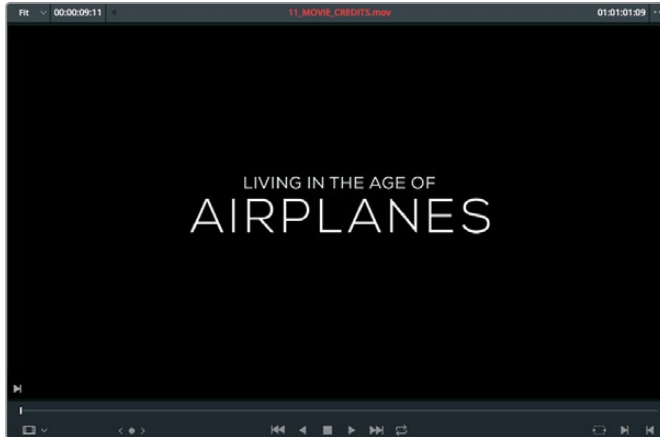 Fit 00:00:09:11 11_MOVIE_CREDITS.mov 01:01:01:09
LIVING IN THE AGE OF
AIRPLANES